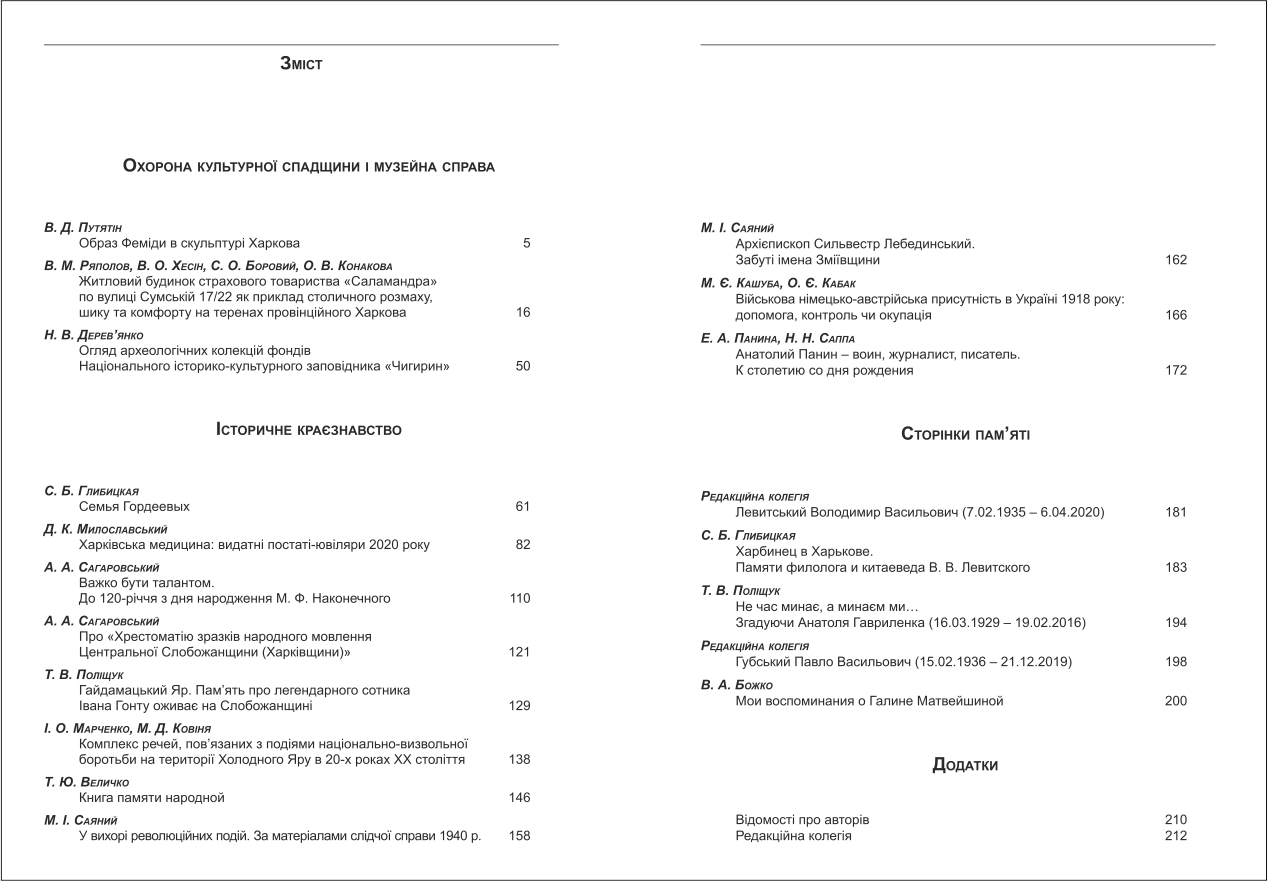 Зміст
Охорона культурної спадщини і музейна справа
В. Д. Путятін
Образ Феміди в скульптурі Харкова 5
В. М. Ряполов, В. О. Хесін, С. О. Боровий, О. В. Конакова
Житловий будинок страхового товариства «Саламандра»
по вулиці Сумській 17/22 як приклад столичного розмаху,
шику та комфорту на теренах провінційного Харкова 16
Н. В. Дерев’янко
Огляд археологічних колекцій фондів
Національного історико-культурного заповідника «Чигирин» 50
Історичне краєзнавство
С. Б. Глибицкая
Семья Гордеевых 61
Д. К. Милославський
Харківська медицина: видатні постаті-ювіляри 2020 року 82
А. А. Сагаровський
Важко бути талантом.
До 120-річчя з дня народження М. Ф. Наконечного 110
А. А. Сагаровський
Про «Хрестоматію зразків народного мовлення
Центральної Слобожанщини (Харківщини)» 121
Т. В. Поліщук
Гайдамацький Яр. Пам’ять про легендарного сотника
Івана Гонту оживає на Слобожанщині 129
І. О. Марченко, М. Д. Ковіня
Комплекс речей, пов’язаних з подіями національно-визвольної
боротьби на території Холодного Яру в 20-х роках ХХ століття 138
Т. Ю. Величко
Книга памяти народной 146
М. І. Саяний
У вихорі революційних подій. За матеріалами слідчої справи 1940 р. 158
М. І. Саяний
Архієпископ Сильвестр Лебединський.
Забуті імена Зміївщини 162
М. Є. Кашуба, О. Є. Кабак
Військова німецько-австрійська присутність в Україні 1918 року:
допомога, контроль чи окупація 166
Е. А. Панина, Н. Н. Саппа
Анатолий Панин – воин, журналист, писатель.
К столетию со дня рождения 172
Сторінки пам’яті
Редакційна колегія
Левитський Володимир Васильович (7.02.1935 – 6.04.2020) 181
С. Б. Глибицкая
Харбинец в Харькове.
Памяти филолога и китаеведа В. В. Левитского 183
Т. В. Поліщук
Не час минає, а минаєм ми…
Згадуючи Анатоля Гавриленка (16.03.1929 – 19.02.2016) 194
Редакційна колегія
Губський Павло Васильович (15.02.1936 – 21.12.2019) 198
В. А. Божко
Мои воспоминания о Галине Матвейшиной 200
Додатки
Відомості про авторів 210
Редакційна колегія 212